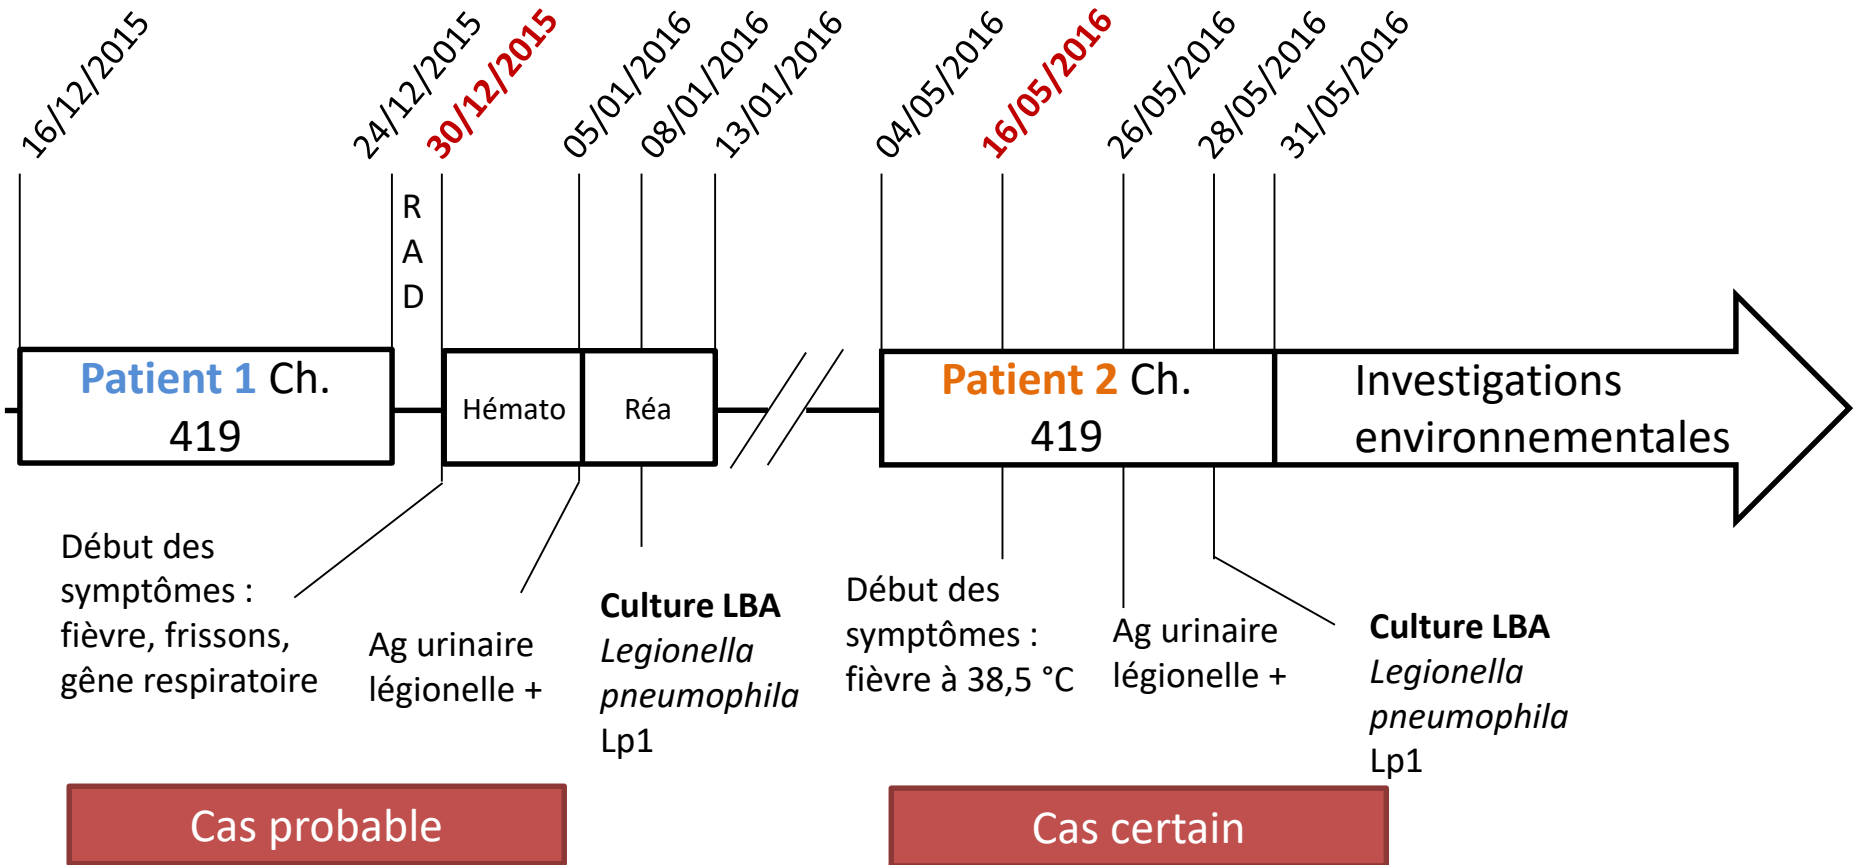 16/12/2015
24/12/2015
30/12/2015
05/01/2016
08/01/2016
13/01/2016
04/05/2016
16/05/2016
26/05/2016
28/05/2016
31/05/2016
R
A
D
Patient 1 Ch.
419
Hémato
Réa
Patient 2 Ch.
419
Investigations
environnementales
Début des
symptômes :
fièvre, frissons,
gêne respiratoire
Ag urinaire
légionelle +
Culture LBA
Legionella
pneumophila
Lp1
Début des
symptômes :
fièvre à 38,5 °C
Ag urinaire
légionelle +
Culture LBA
Legionella
pneumophila
Lp1
Cas probable
Cas certain